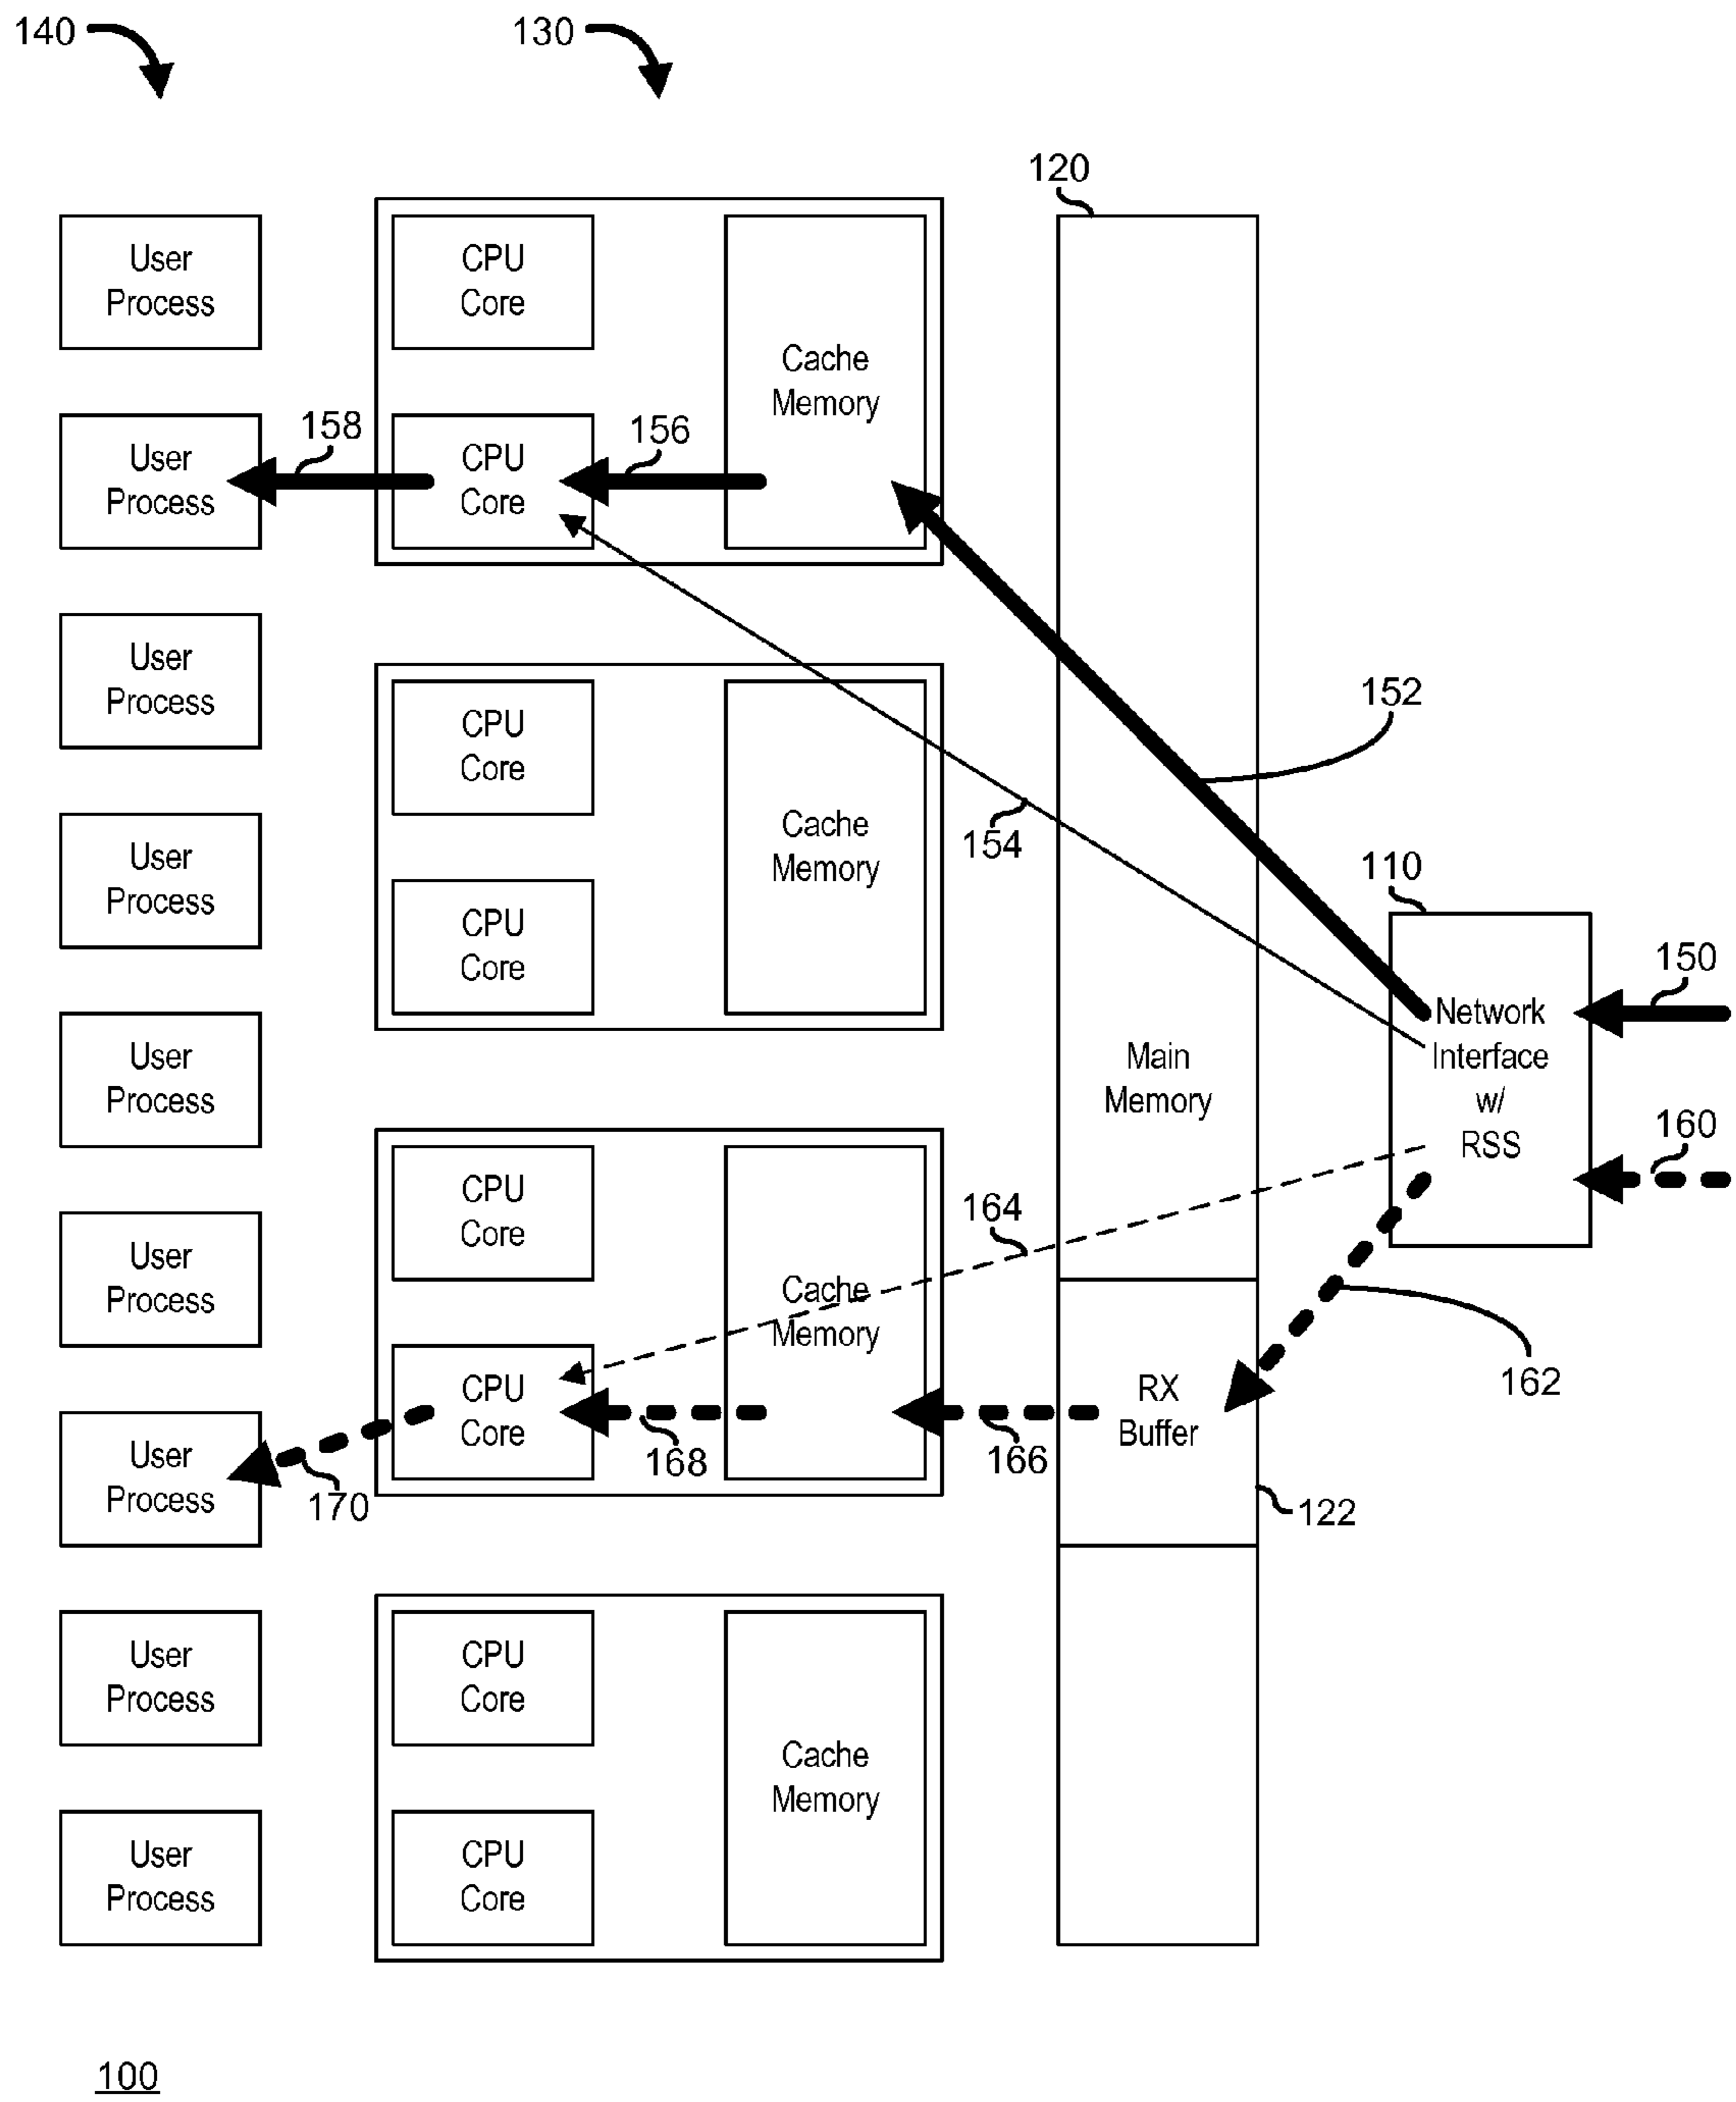 140
130
120
User
Process
CPU
Core
Cache
Memory
158
156
User
Process
CPU
Core
User
Process
CPU
Core
Cache
Memory
152
154
110
User
Process
CPU
Core
150
Network
Interface
w/
RSS
Main
Memory
User
Process
160
CPU
Core
Cache
Memory
164
User
Process
CPU
Core
RX
Buffer
162
User
Process
170
168
166
122
User
Process
CPU
Core
Cache
Memory
User
Process
CPU
Core
100